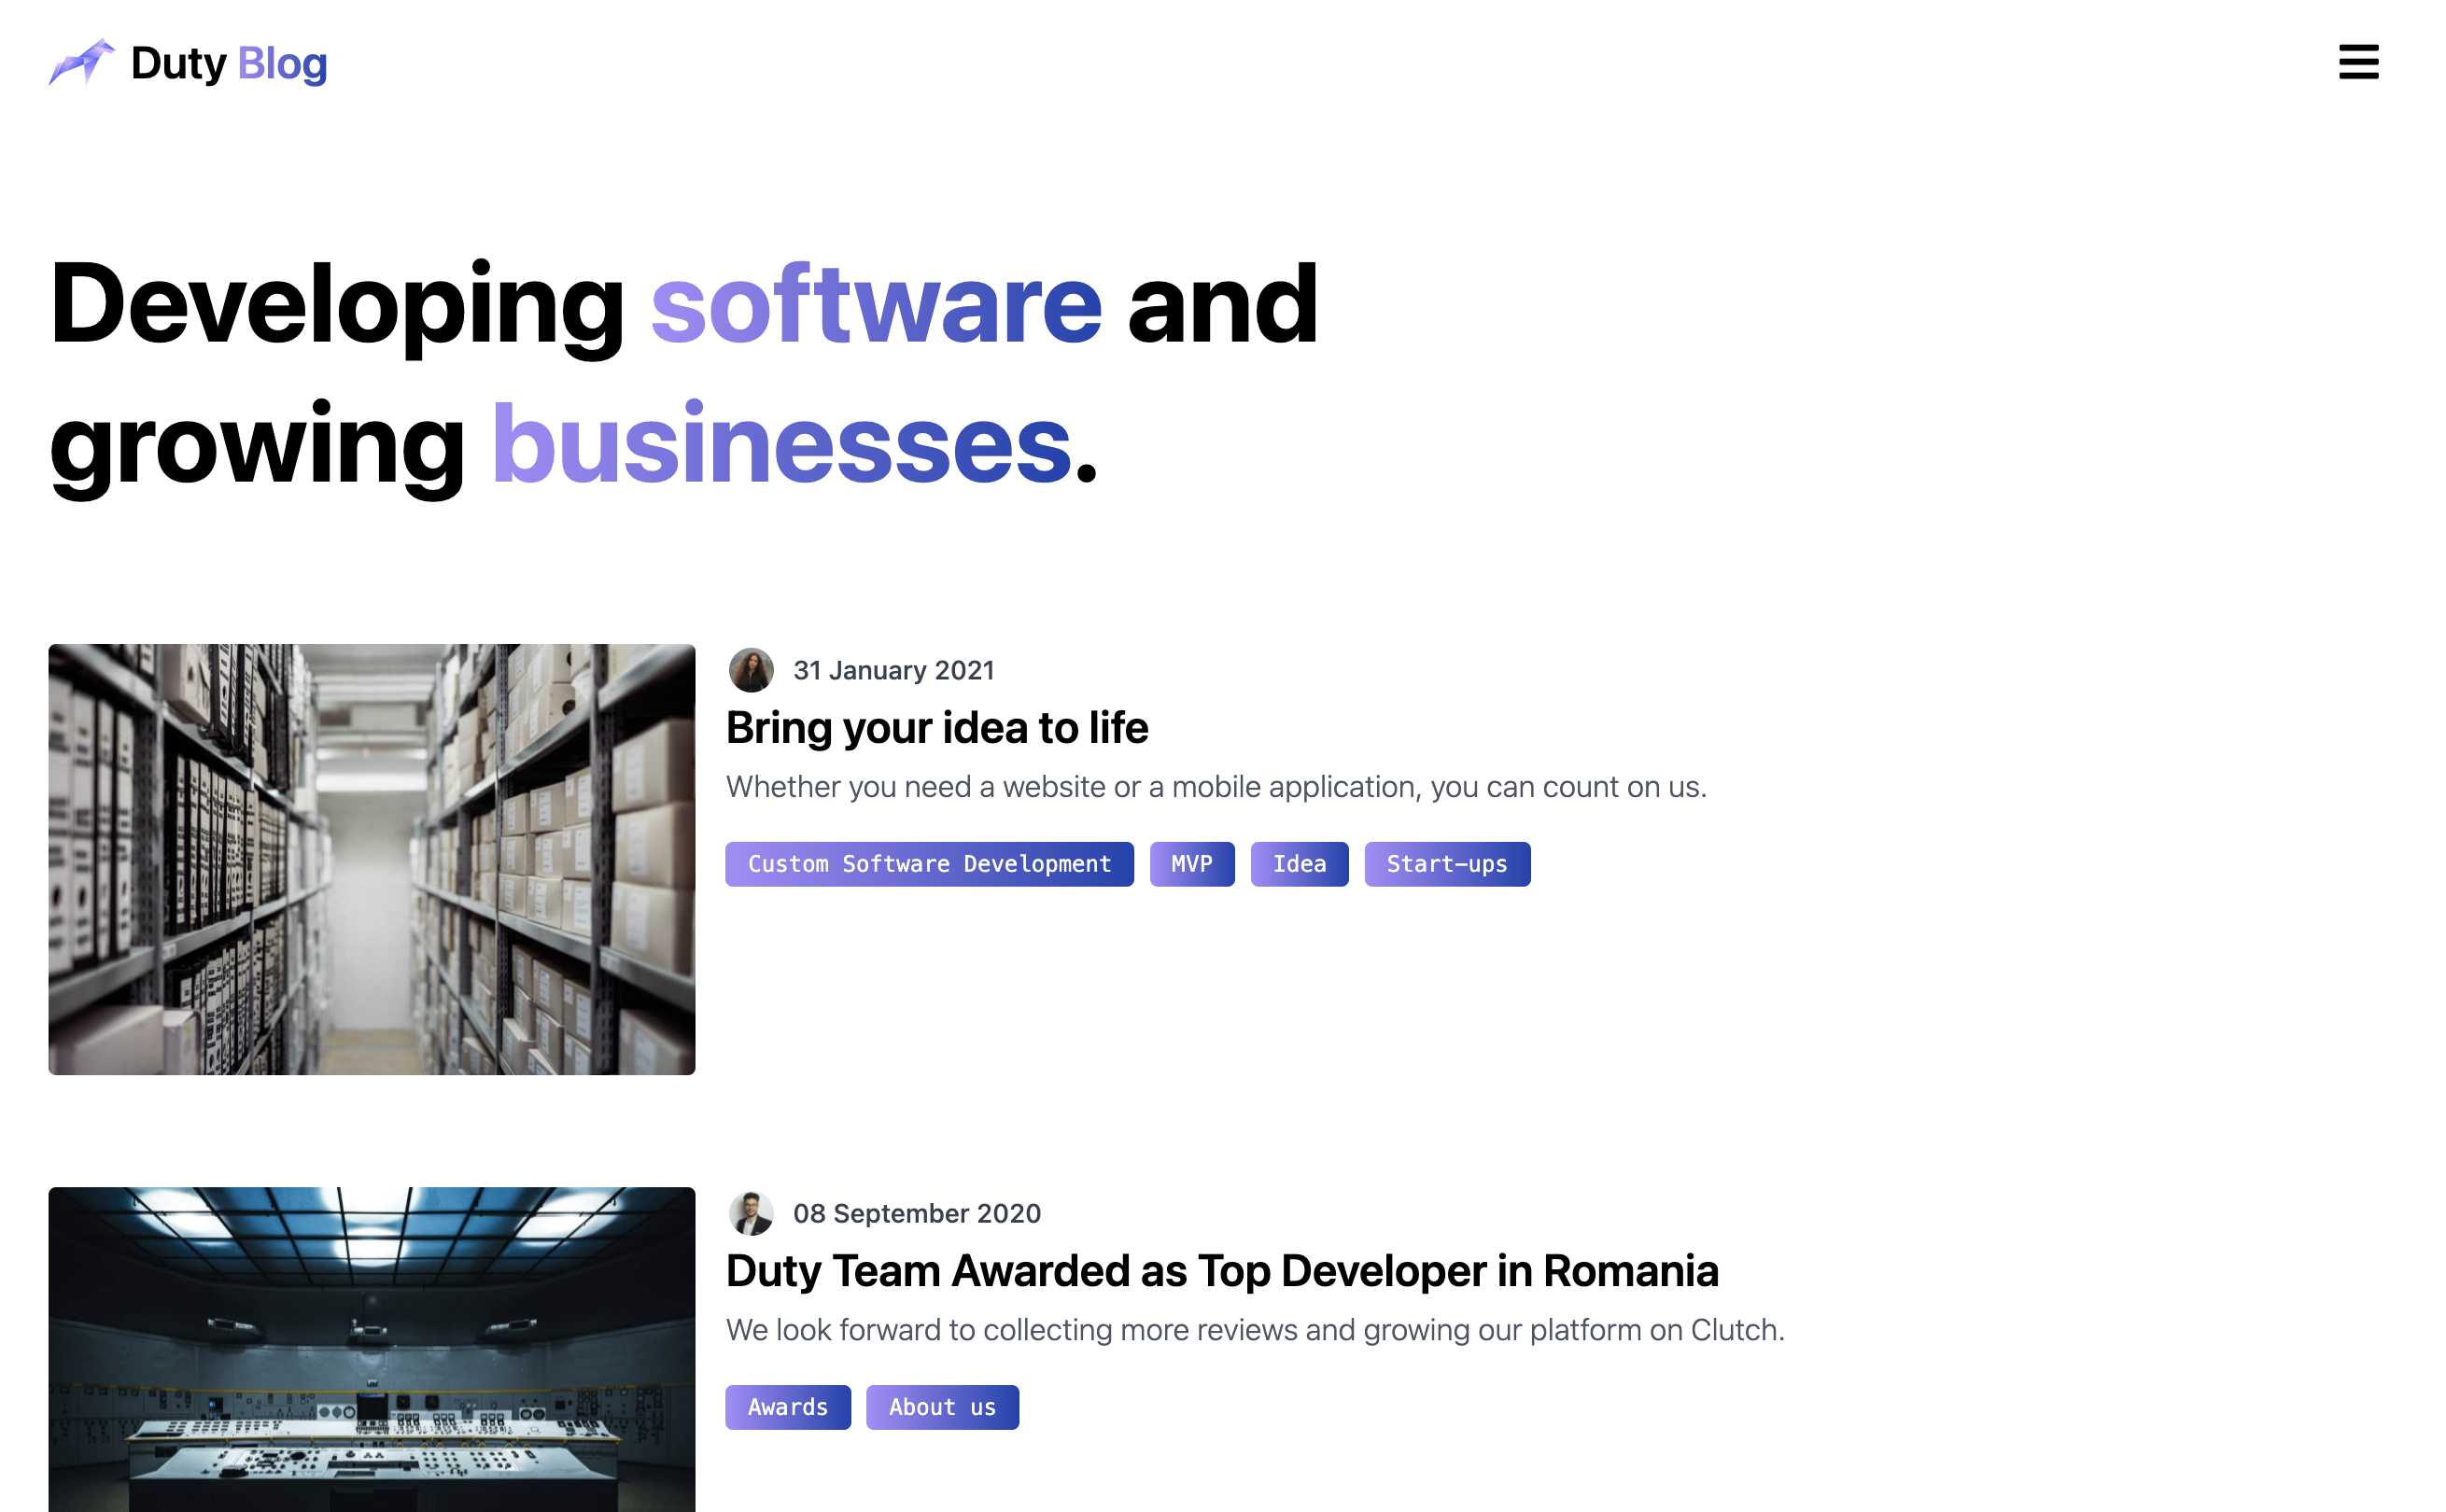 Duty Blog
Developing software and
growing businesses.
31 January 2021
Bring your idea to life
Whether you need a website or a mobile application, you can count on us.
Custom Software Development MVP Idea Start-ups
08 September 2020
Duty Team Awarded as Top Developer in Romania
We look forward to collecting more reviews and growing our platform on Clutch.
Awards About us